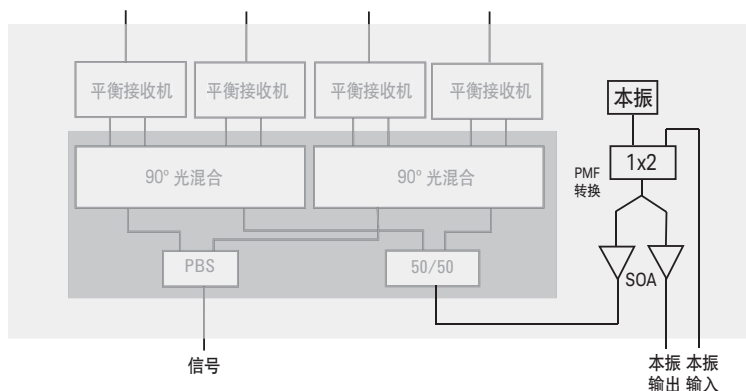 平衡接收机
平衡接收机
平衡接收机
平衡接收机
本振
90° 光混合
90° 光混合
1x2
PMF
转换
PBS
50/50
SOA
信号
本振
输出
本振
输入